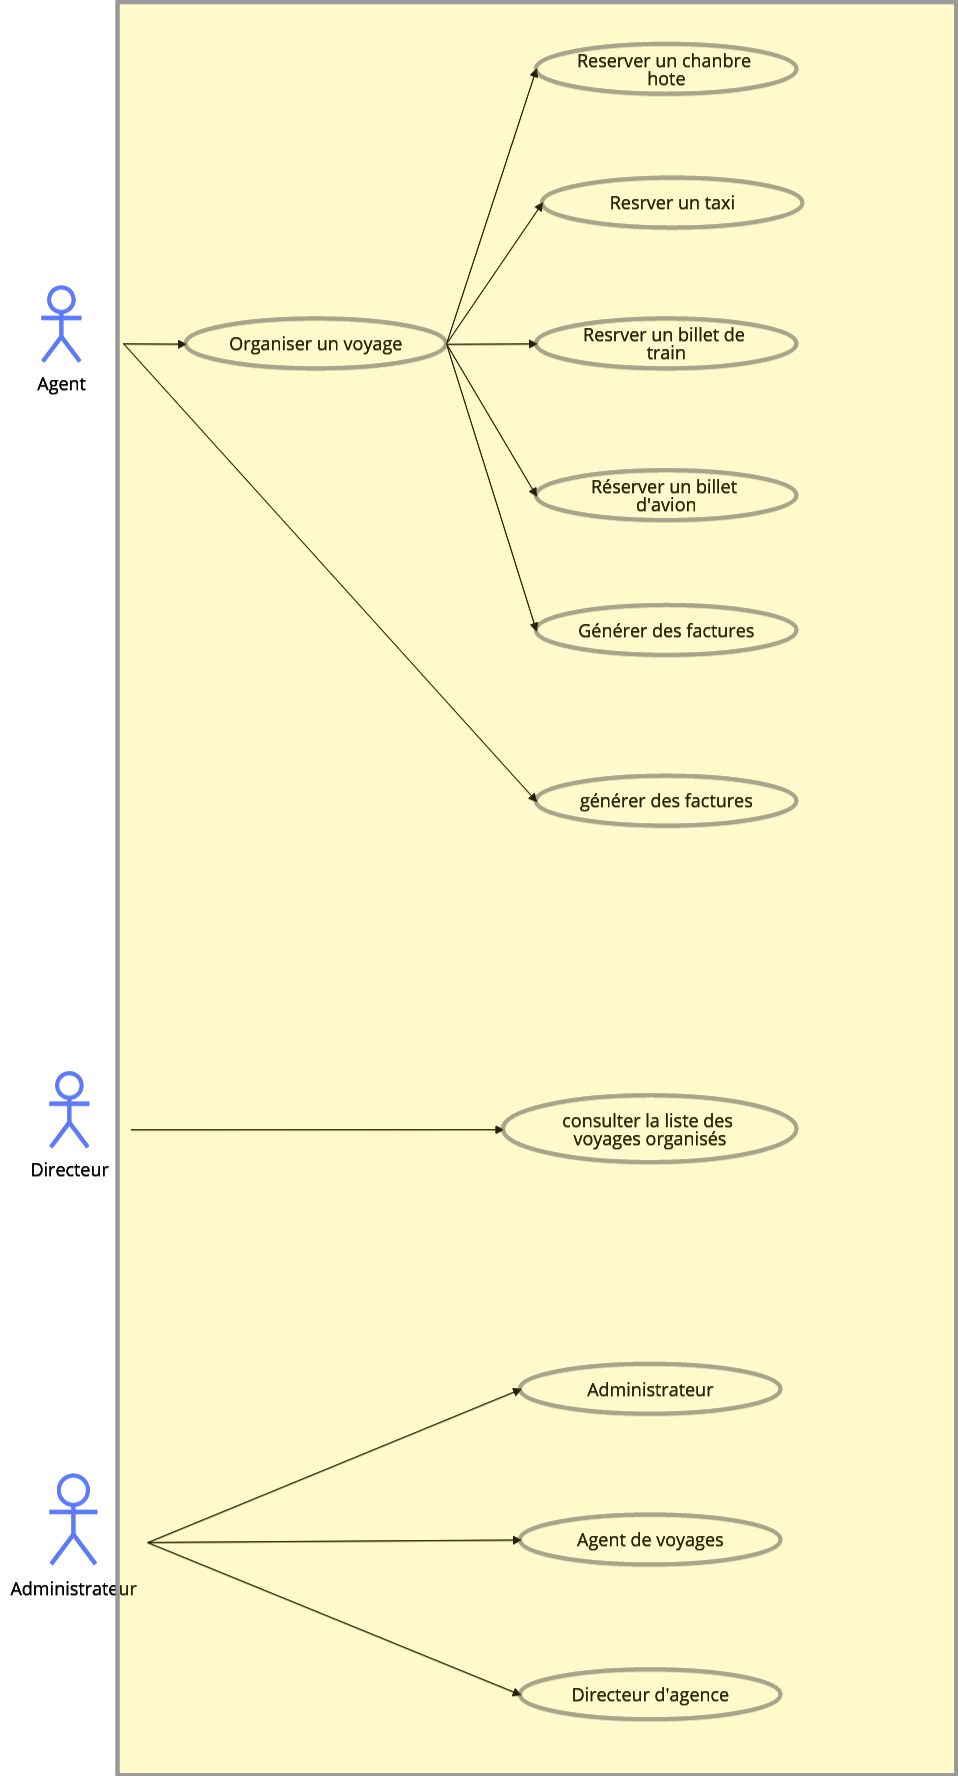 Reserver un chanbre
hote
Resrver un taxi
Agent
Organiser un voyage
Resrver un billet de
train
Réserver un billet
d'avion
Générer des factures
générer des factures
Directeur
consulter la liste des
voyages organisés
Administrateur
Administrateur
Agent de voyages
Directeur d'agence